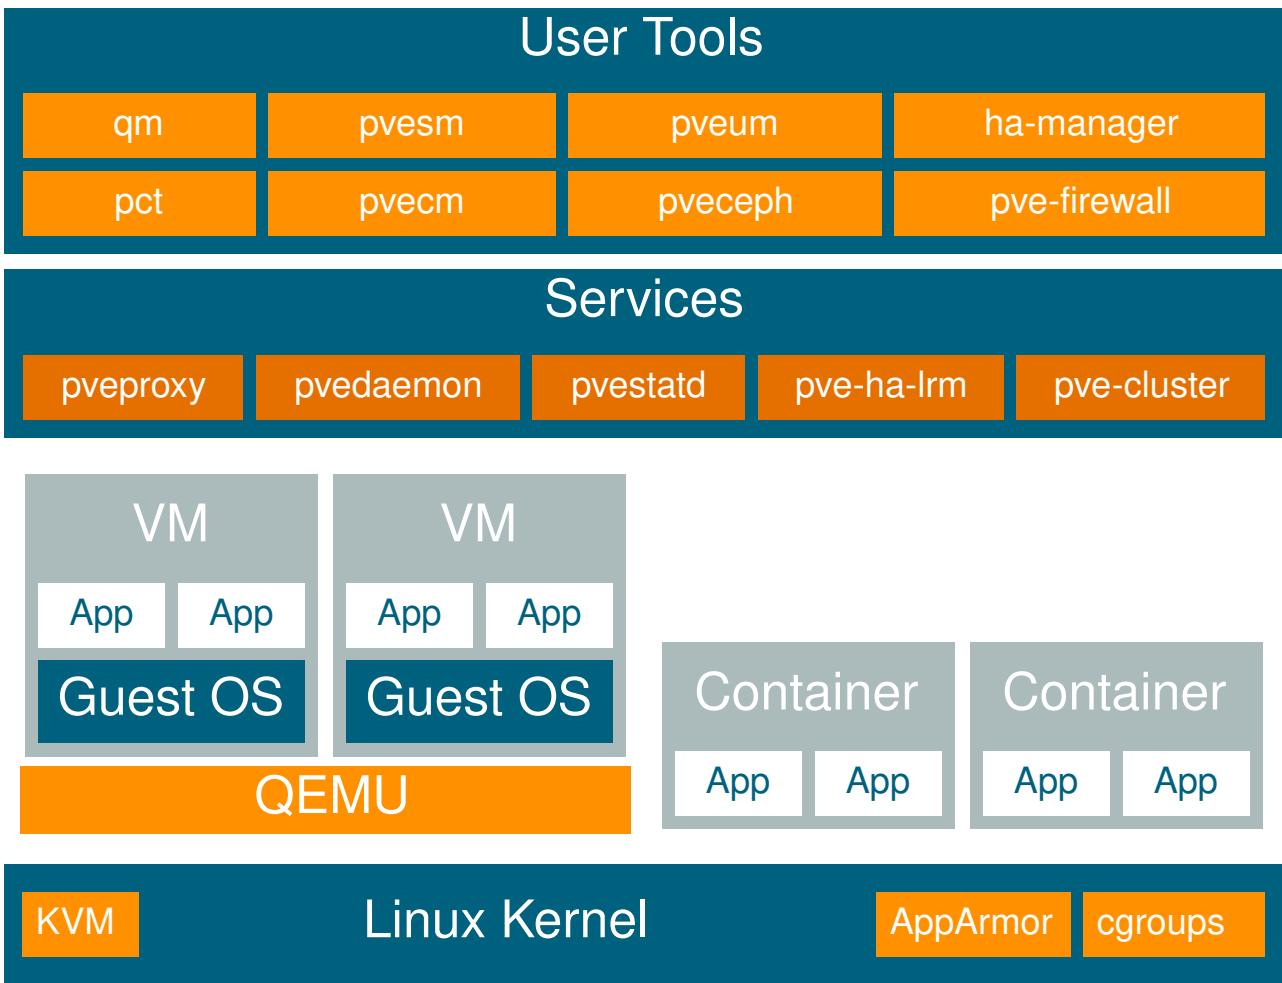 User Tools
qm pvesm pveum ha-manager
pct pvecm pveceph pve-firewall
Services
pveproxy pvedaemon pvestatd pve-ha-lrm pve-cluster
VM VM
App App App App
Guest OS Guest OS
Container Container
App App App App
QEMU
KVM Linux Kernel AppArmor cgroups